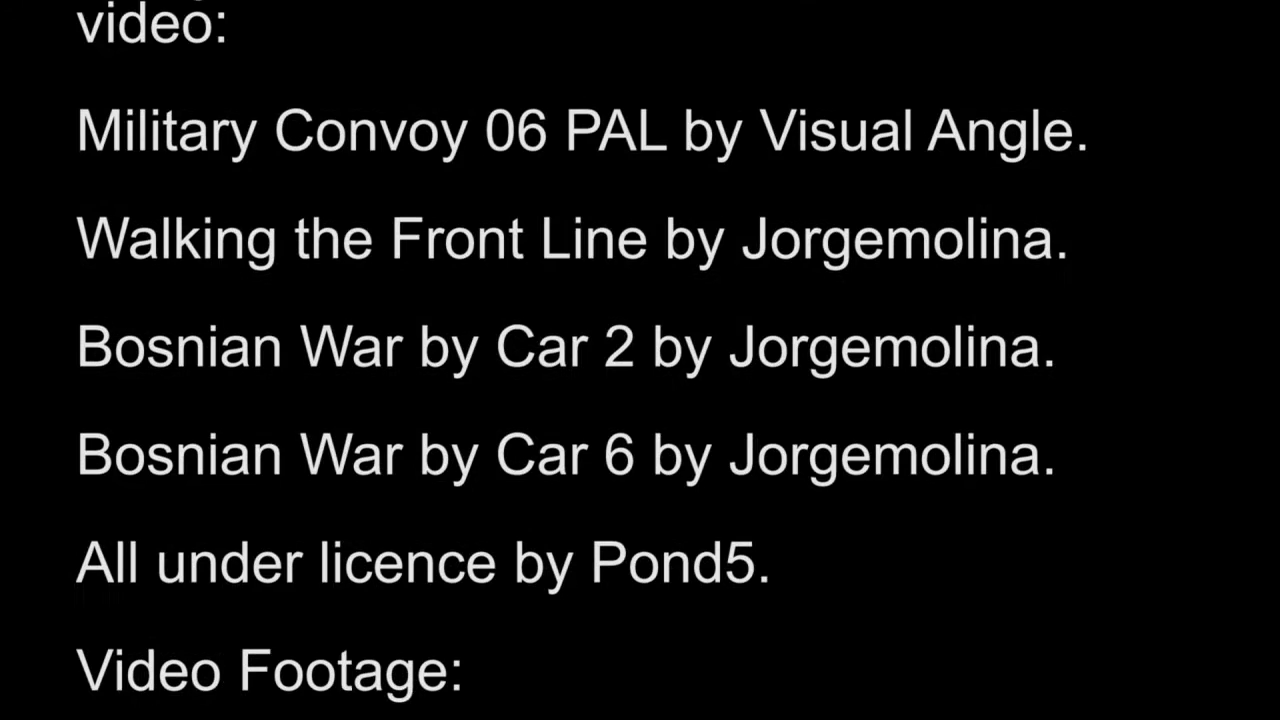 video:
Military Convoy 06 PAL by Visual Angle.
Walking the Front Line by Jorgemolina.
Bosnian War by Car 2 by Jorgemolina.
Bosnian War by Car 6 by Jorgemolina.
All under licence by Pond5.
Video Footage: